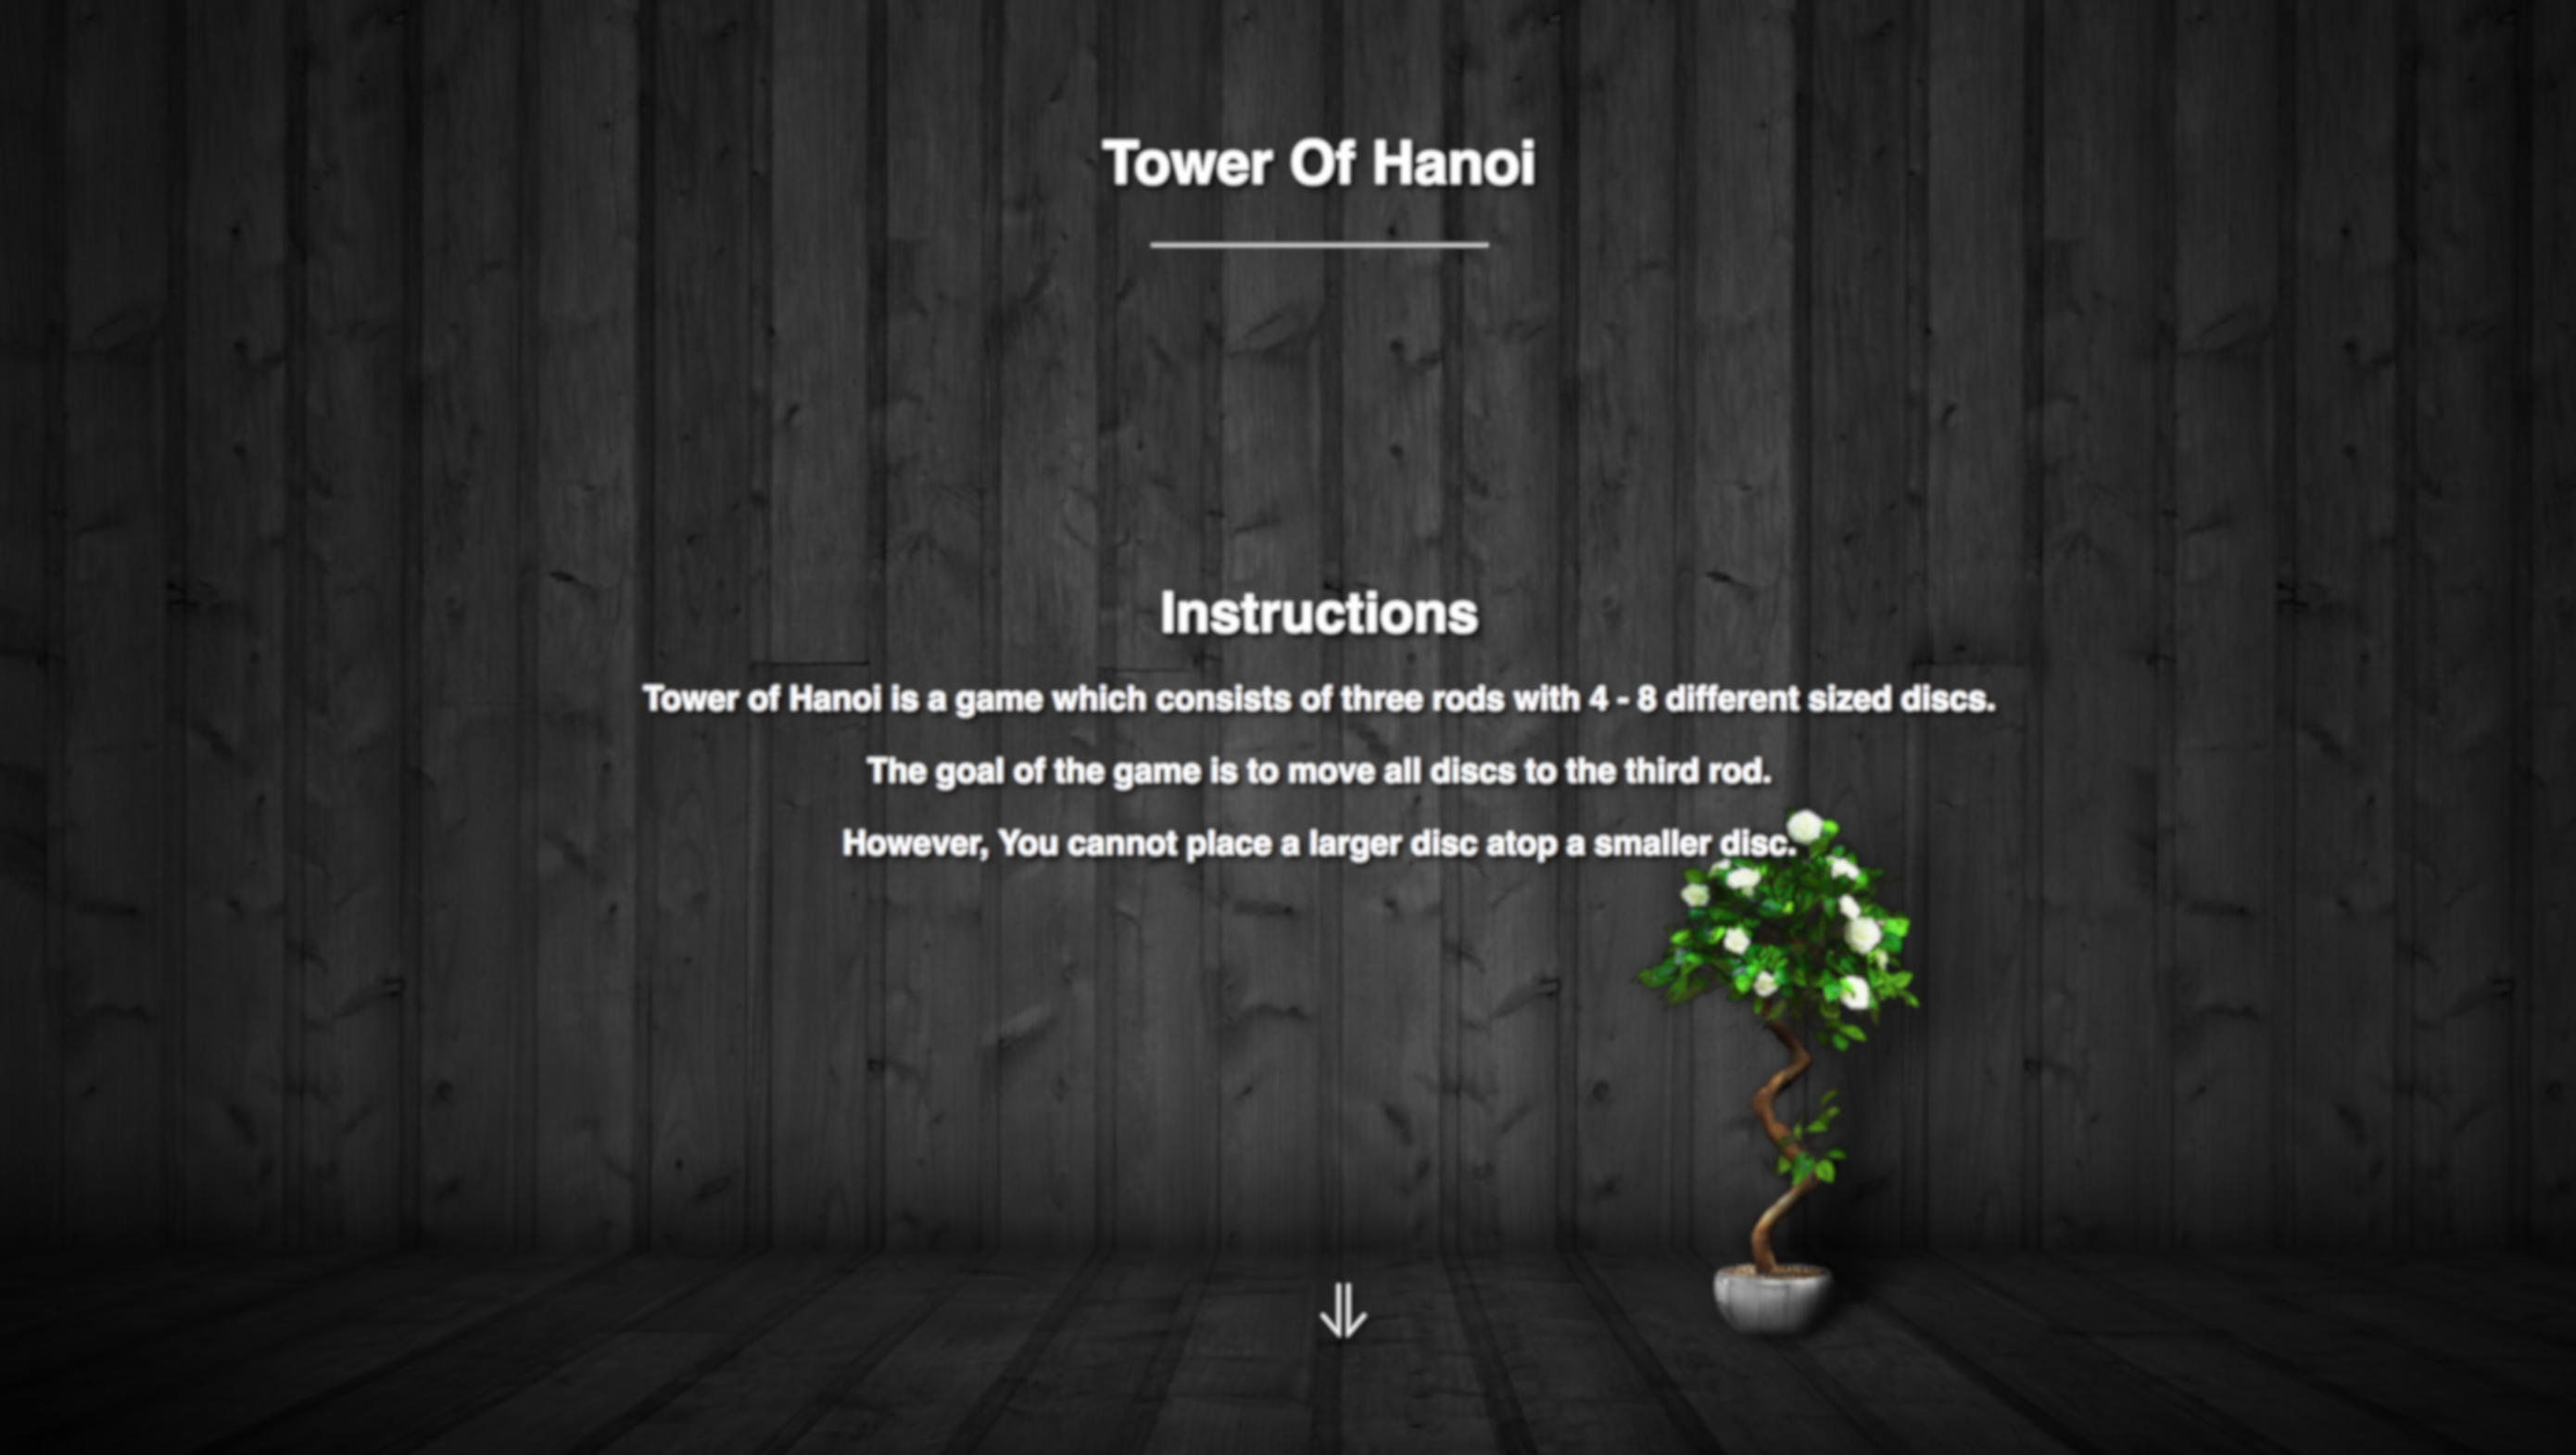 Tower Of Hanoi
Instructions
Tower of Hanoi is a game which consists of three rods with 4 - 8 different sized discs.
The goal of the game is to move all discs to the third rod.
However, You cannot place a larger disc atop a smaller disc.